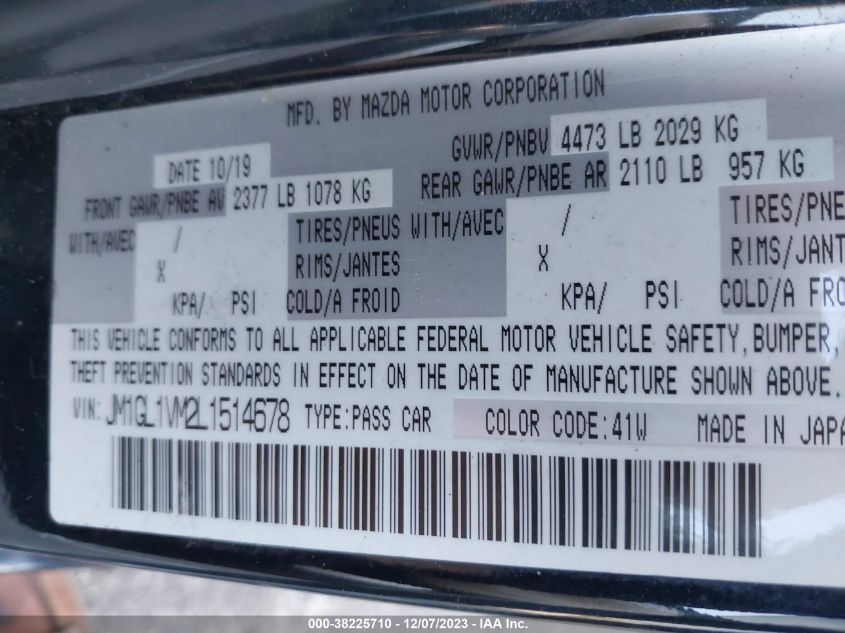 MFD. BY MAZDA MOTOR CORPORATION
DATE 10/19 GVWR/PNBV 4473 LB 2029 KG
FRONT GAWR/PNBE AV 2377 LB 1078 KG REAR GAWR/PNBE AR 2110 LB 957 KG
WITH/AVEC / TIRES/PNEUS WITH/AVEC / TIRES/PNE
X RIMS/JANTES X RIMS/JANTE
KPA/ PSI COLD/A FROID KPA/ PSI COLD/A FRO
THIS VEHICLE CONFORMS TO ALL APPLICABLE FEDERAL MOTOR VEHICLE SAFETY, BUMPER,
THEFT PREVENTION STANDARDS IN EFFECT ON THE DATE OF MANUFACTURE SHOWN ABOVE.
VIN: JM1GL1VM2L1514678 TYPE:PASS CAR COLOR CODE:41W MADE IN JAPA
000-38225710 - 12/07/2023 - IAA Inc.